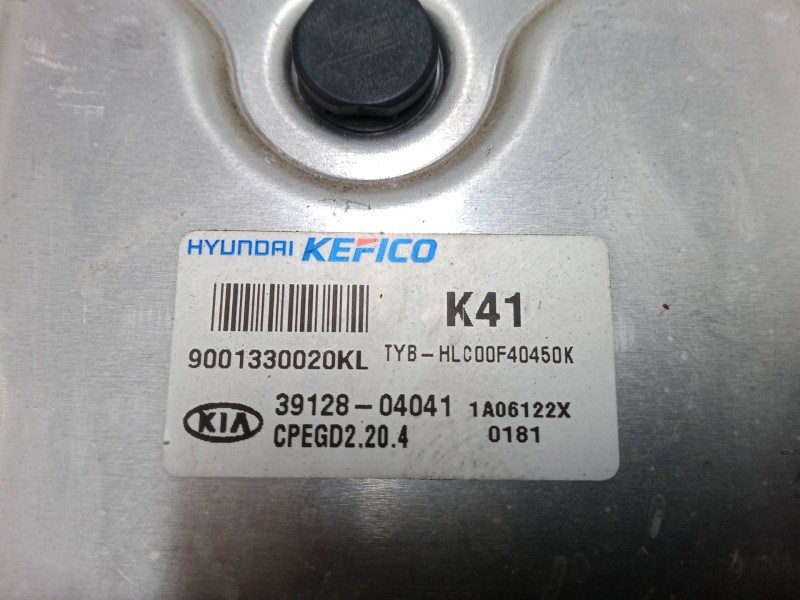 HYUNDAI KEFICO
K41
9001330020KL TYB-HLC00F40450K
KIA 39128-04041 1A06122X
CPEGD2.20.4 0181